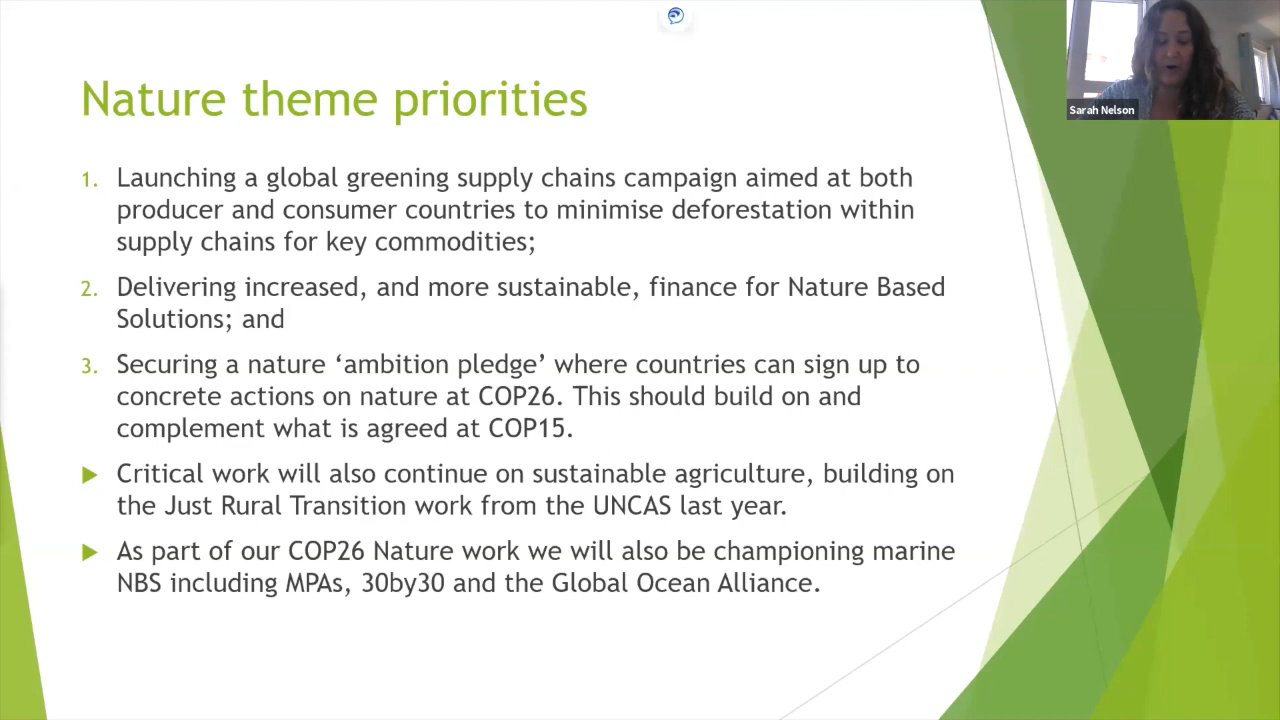 Nature theme priorities
Sarah Nelson
1. Launching a global greening supply chains campaign aimed at both
producer and consumer countries to minimise deforestation within
supply chains for key commodities;
2. Delivering increased, and more sustainable, finance for Nature Based
Solutions; and
3. Securing a nature ‘ambition pledge’ where countries can sign up to
concrete actions on nature at COP26. This should build on and
complement what is agreed at COP15.
Critical work will also continue on sustainable agriculture, building on
the Just Rural Transition work from the UNCAS last year.
As part of our COP26 Nature work we will also be championing marine
NBS including MPAs, 30by30 and the Global Ocean Alliance.